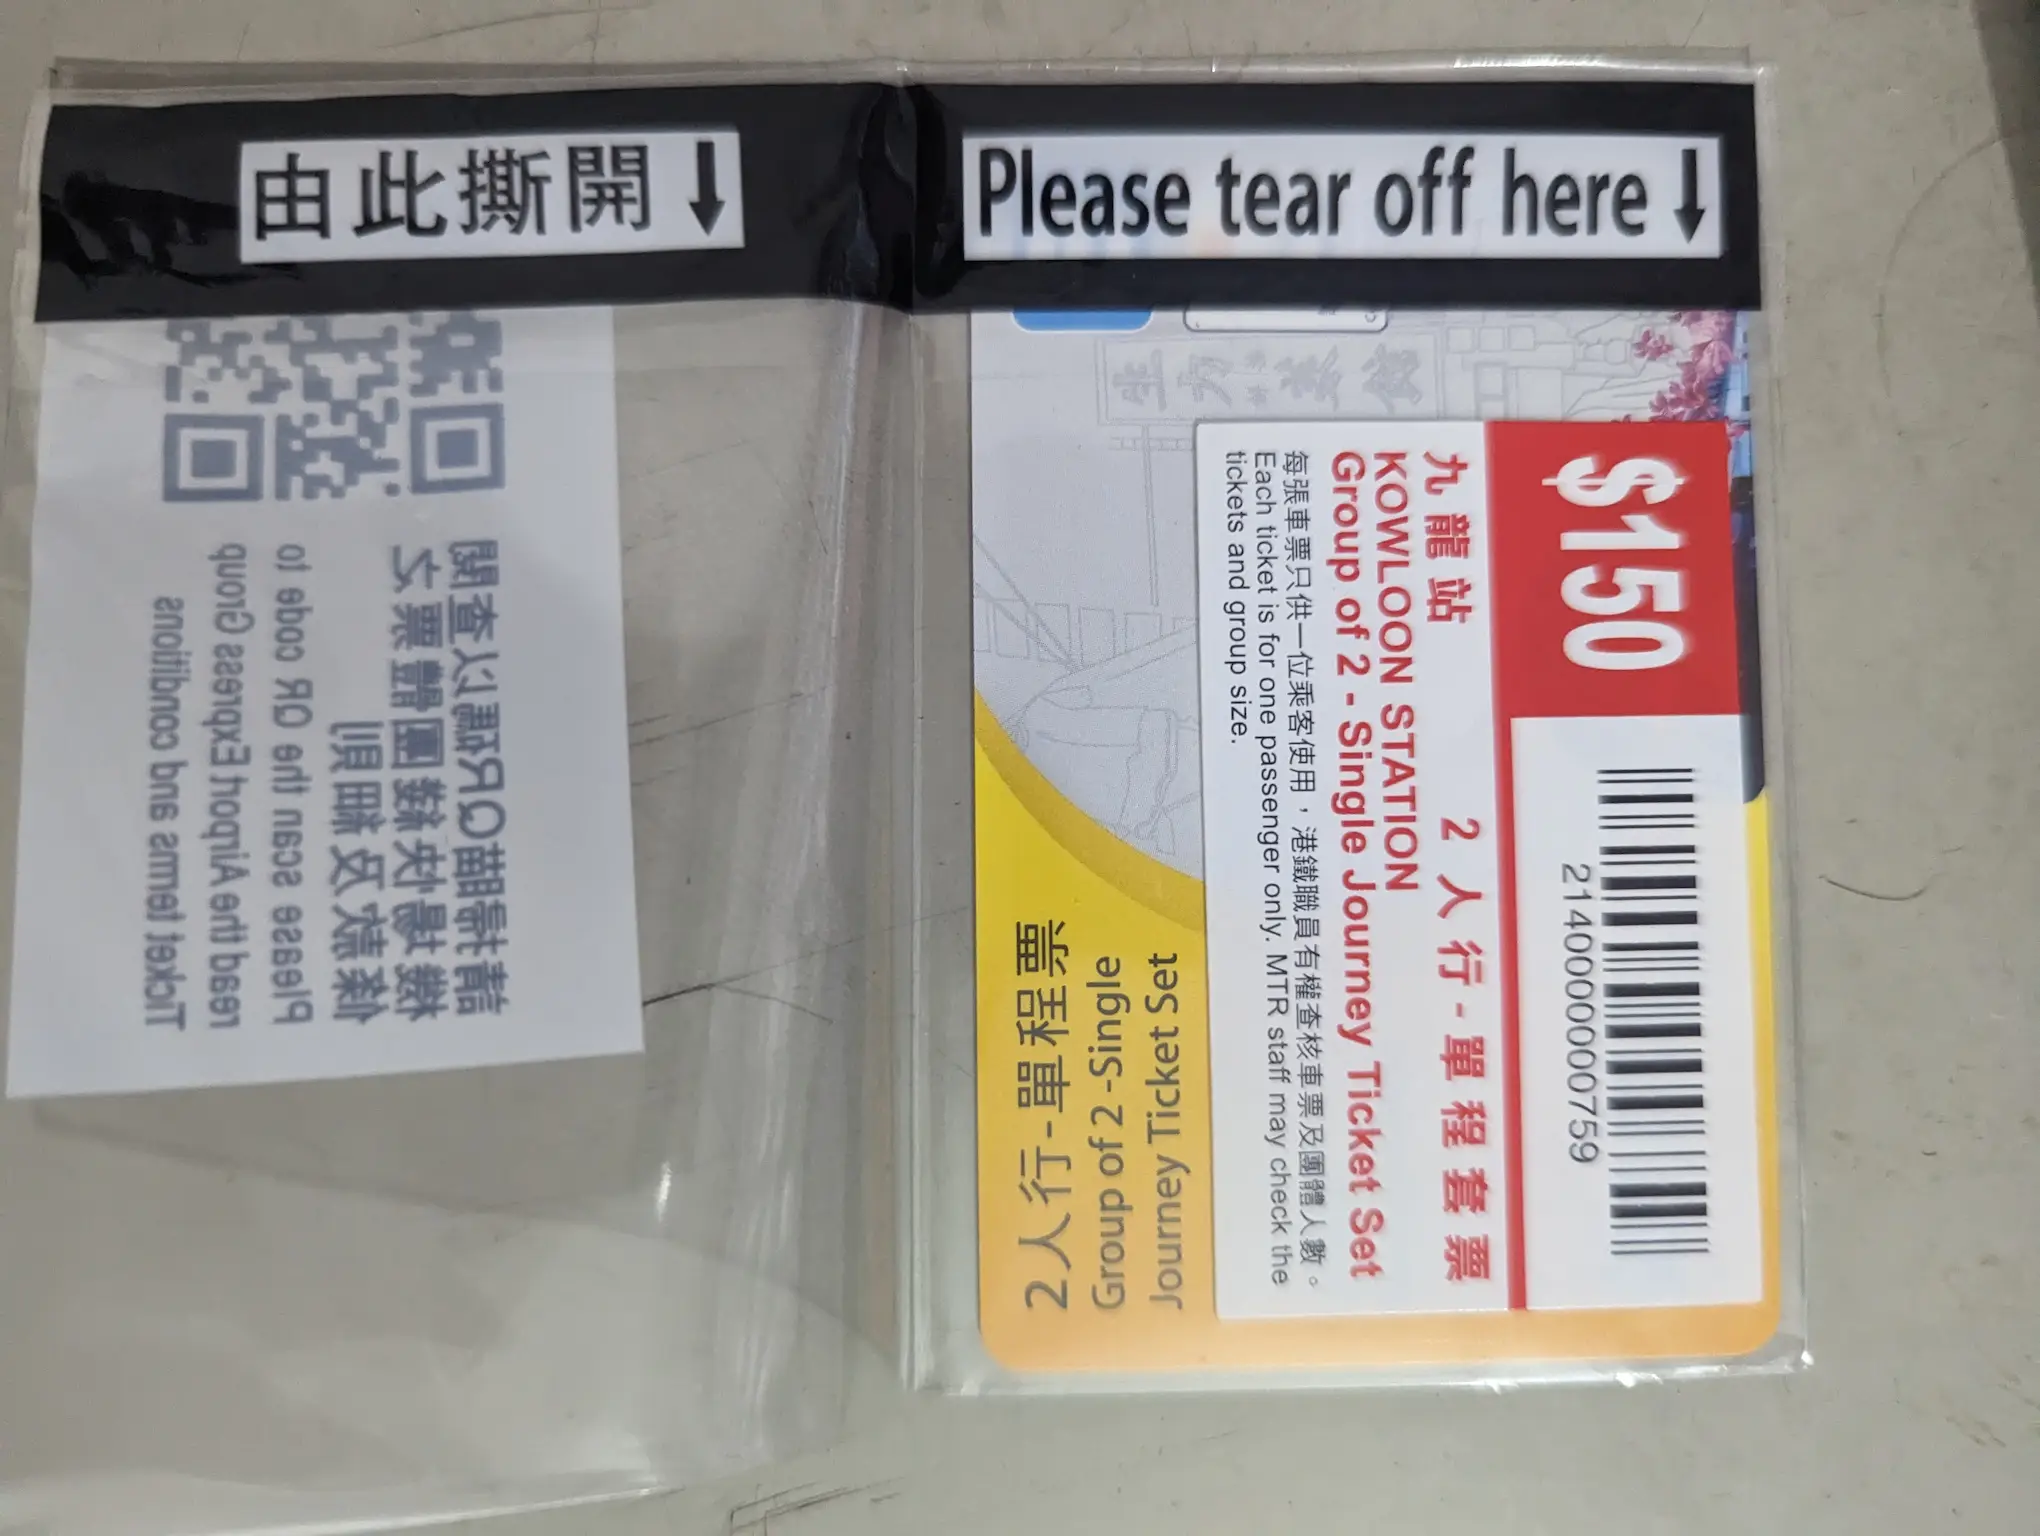 由此撕開
Please tear off here
$150
21400000000759
九龍站 2人行-單程套票
KOWLOON STATION
Group of 2 - Single Journey Ticket Set
每張車票只供一位乘客使用，港鐵職員有權查核車票及團體人數。
Each ticket is for one passenger only. MTR staff may check the
tickets and group size.
2人行-單程票
Group of 2 -Single
Journey Ticket Set
請掃描QR碼以查閱
機場快綫團體票之
條款及細則
Please scan the QR code to
read the Airport Express Group
Ticket terms and conditions